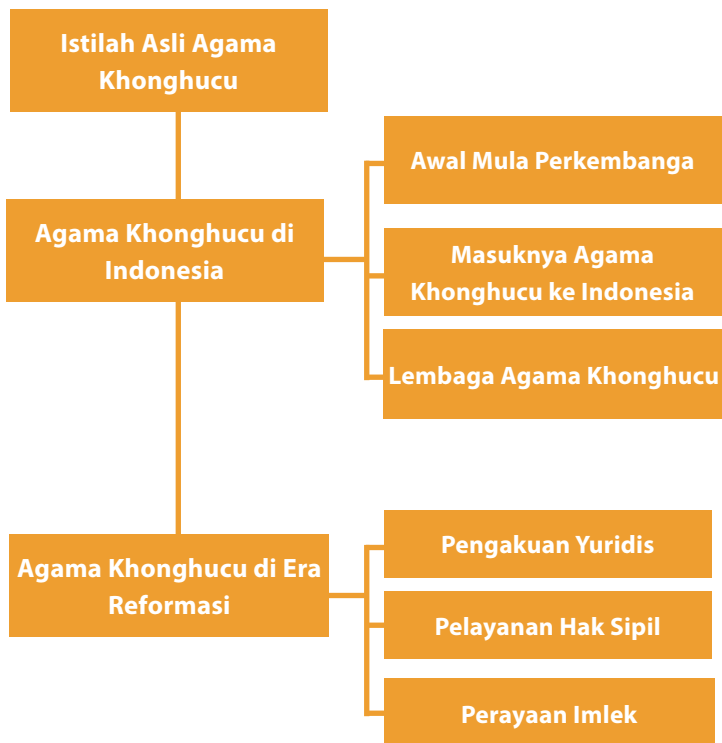 Istilah Asli Agama
Khonghucu
Agama Khonghucu di
Indonesia
Awal Mula Perkembanga
Masuknya Agama
Khonghucu ke Indonesia
Lembaga Agama Khonghucu
Agama Khonghucu di Era
Reformasi
Pengakuan Yuridis
Pelayanan Hak Sipil
Perayaan Imlek